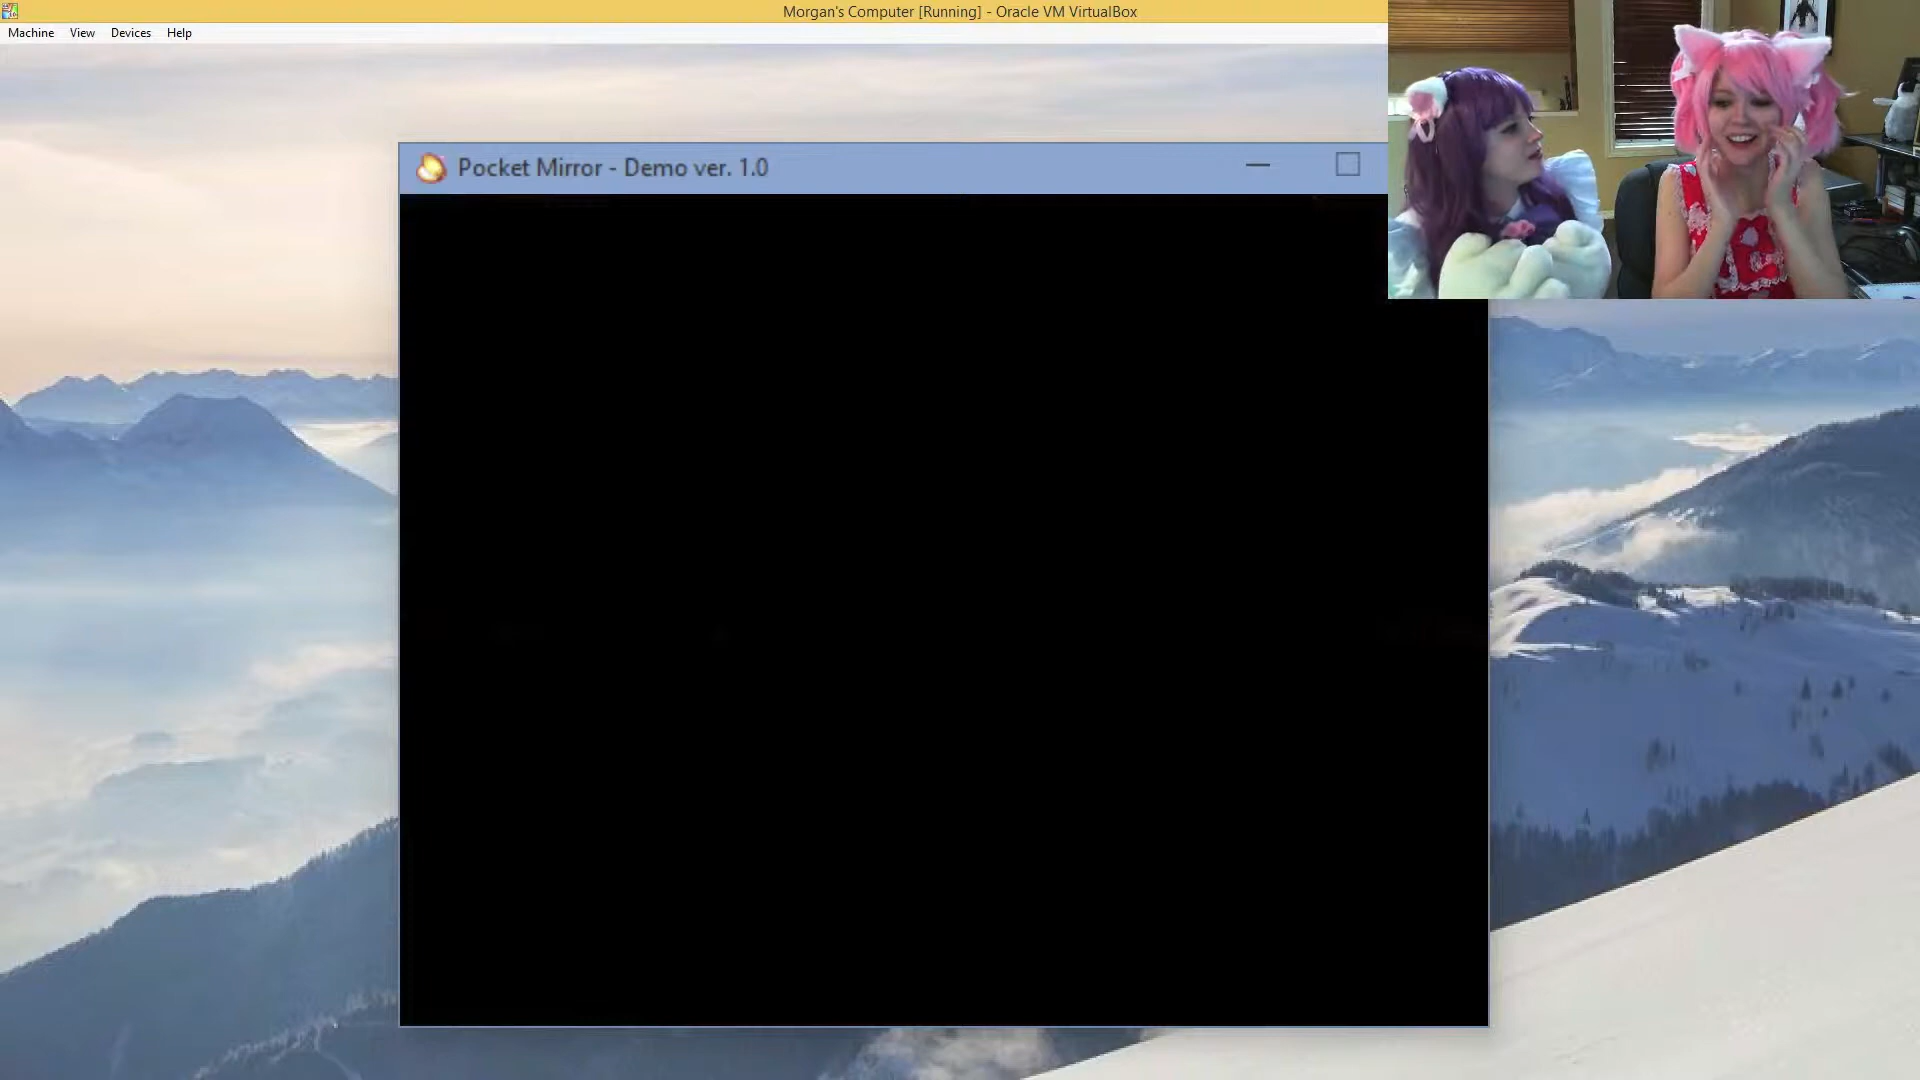 Morgan's Computer [Running] - Oracle VM VirtualBox
Machine View Devices Help
Pocket Mirror - Demo ver. 1.0